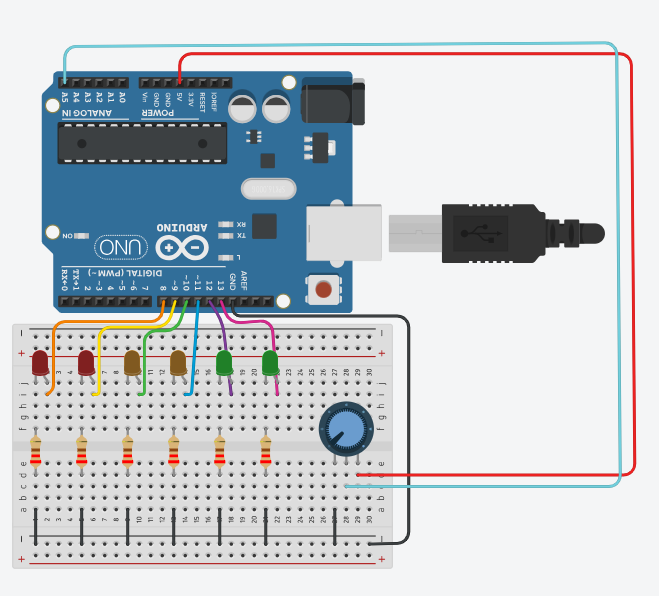 A5 A4 A3 A2 A1 A0 Vin GND GND 5V 3.3V RESET IOREF
ANALOG IN POWER
RX
TX
ON UNO ARDUINO
L
DIGITAL (PWM~)
RX←0 TX→1 2 ~3 4 ~5 ~6 7 8 ~9 ~10 ~11 12 13 GND AREF
- -
+ +
j j
i i
h h
g g
f f
e e
d d
c c
b b
a a
- -
+ +